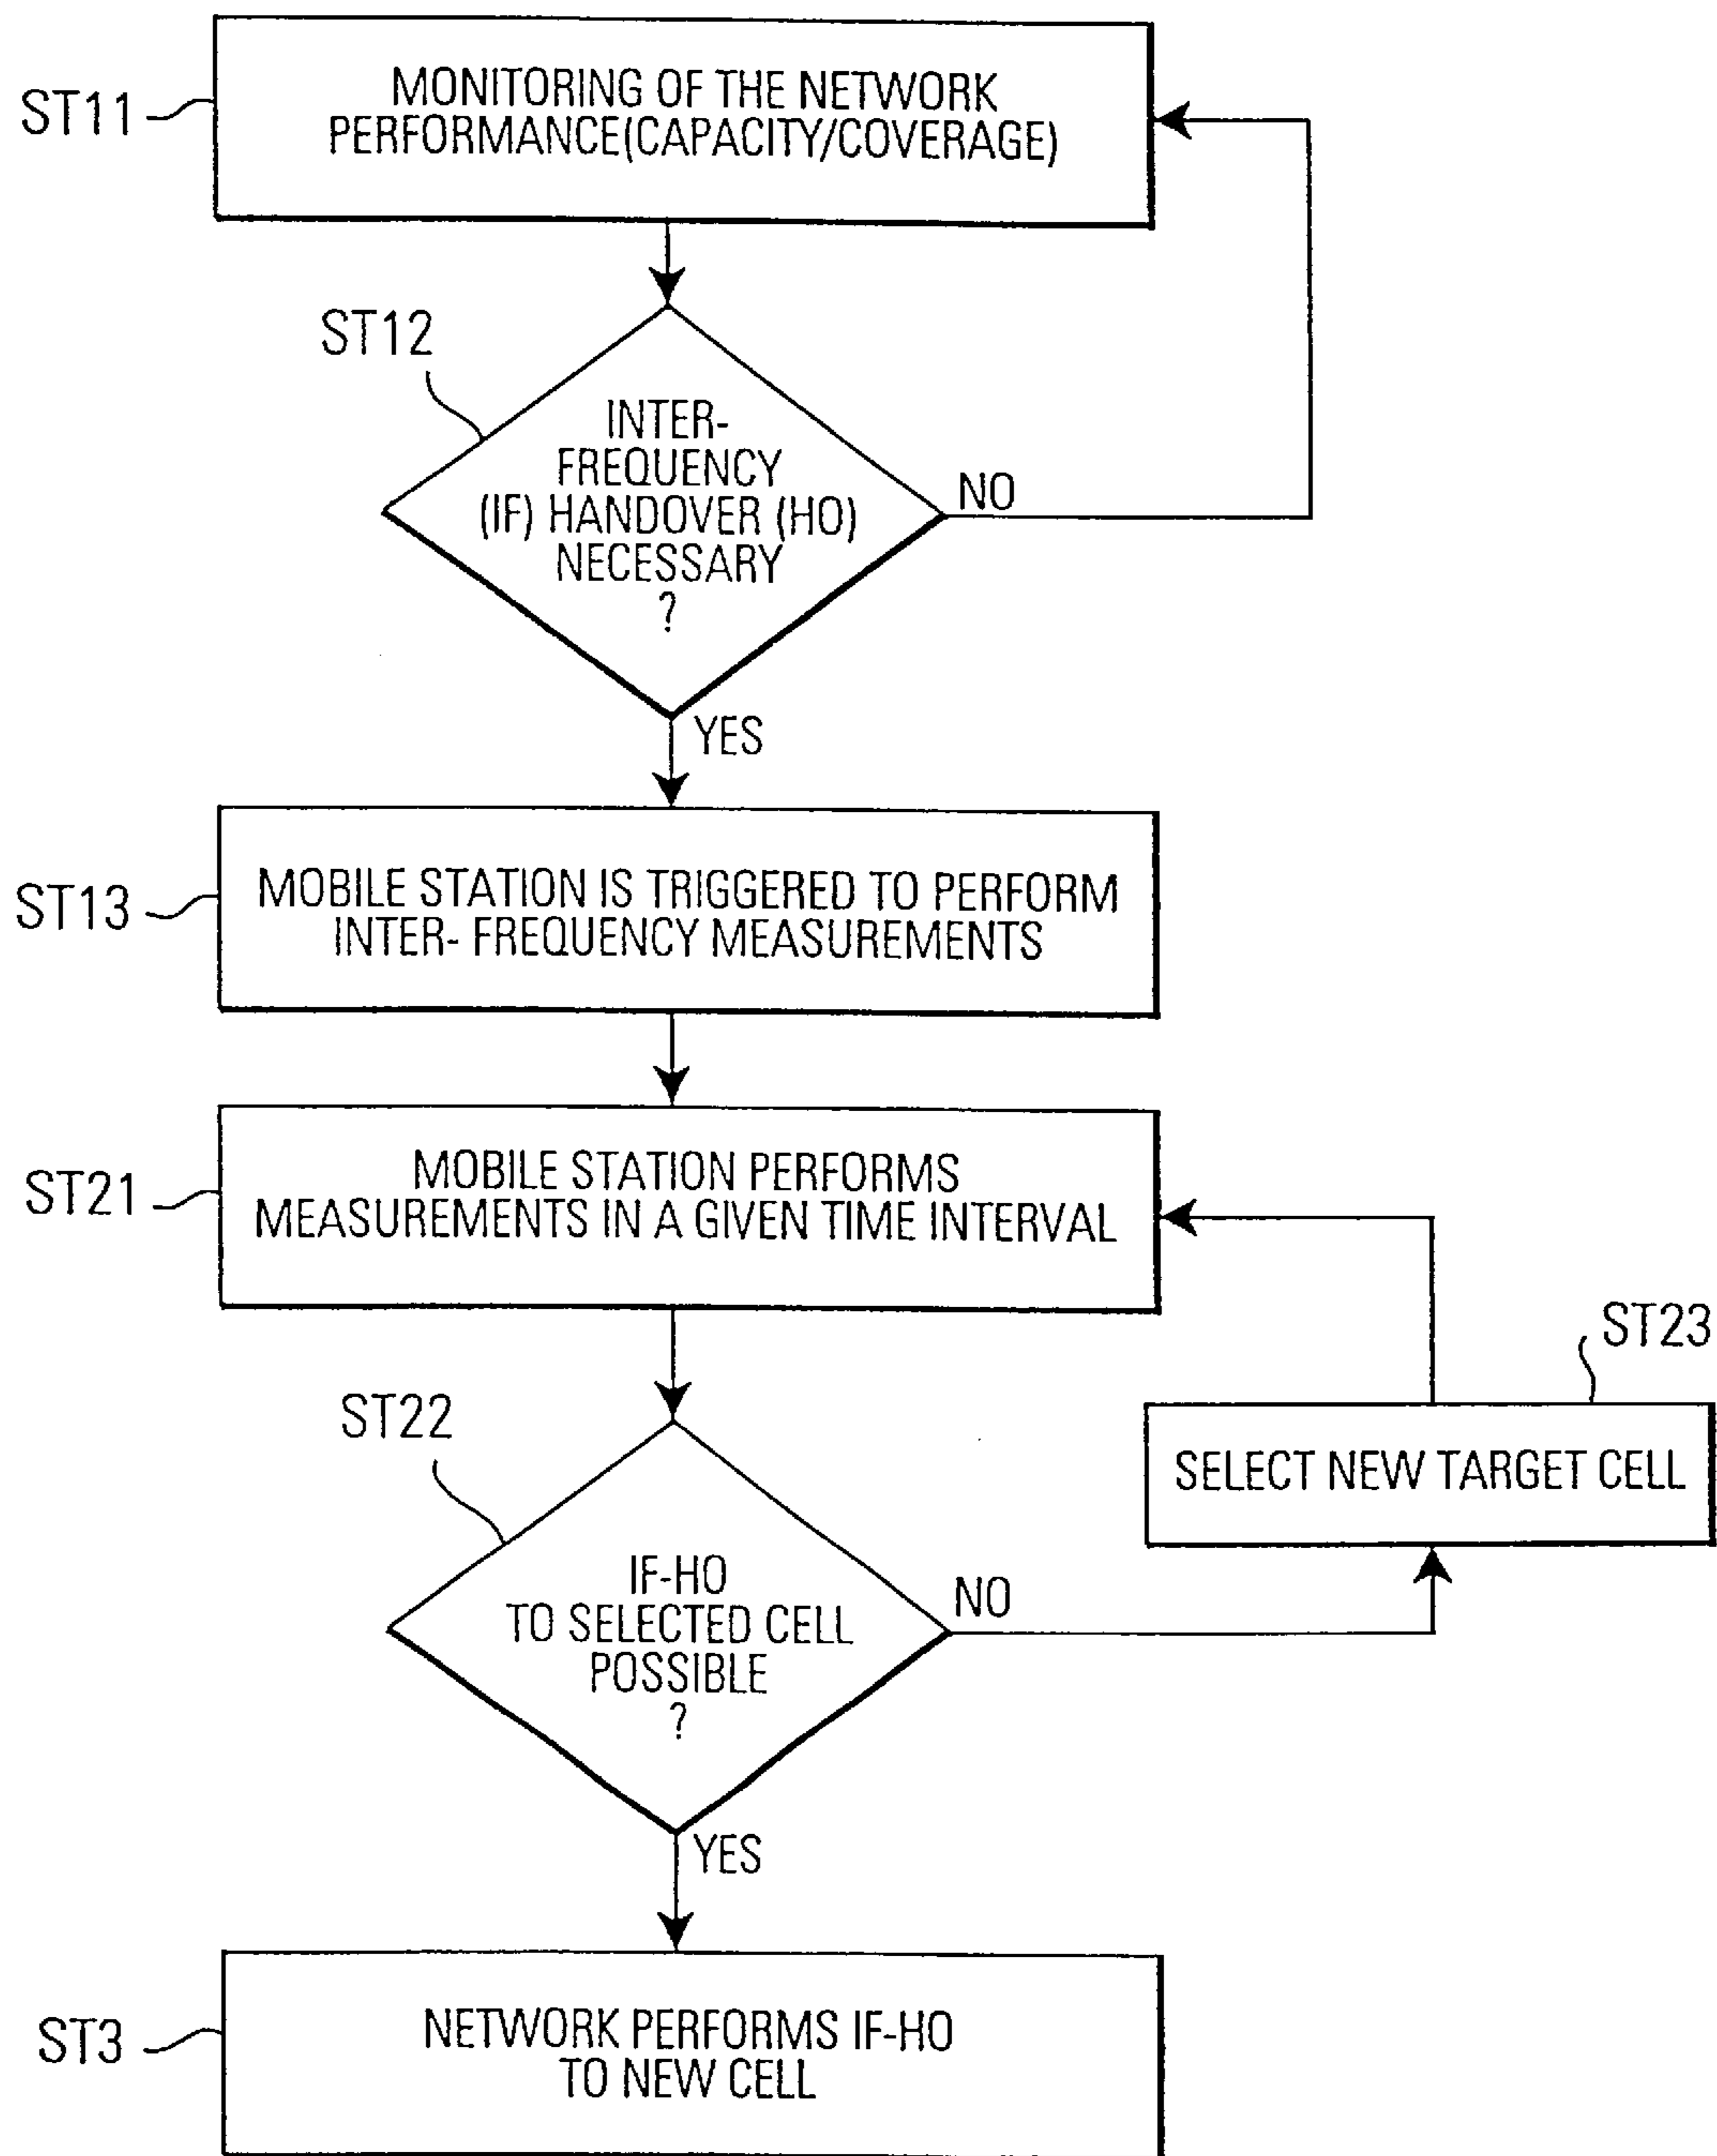 ST11
MONITORING OF THE NETWORK
PERFORMANCE(CAPACITY/COVERAGE)
ST12
INTER-
FREQUENCY
(IF) HANDOVER (HO)
NECESSARY
?
NO
YES
ST13
MOBILE STATION IS TRIGGERED TO PERFORM
INTER- FREQUENCY MEASUREMENTS
ST21
MOBILE STATION PERFORMS
MEASUREMENTS IN A GIVEN TIME INTERVAL
ST23
SELECT NEW TARGET CELL
ST22
IF-HO
TO SELECTED CELL
POSSIBLE
?
NO
YES
ST3
NETWORK PERFORMS IF-HO
TO NEW CELL